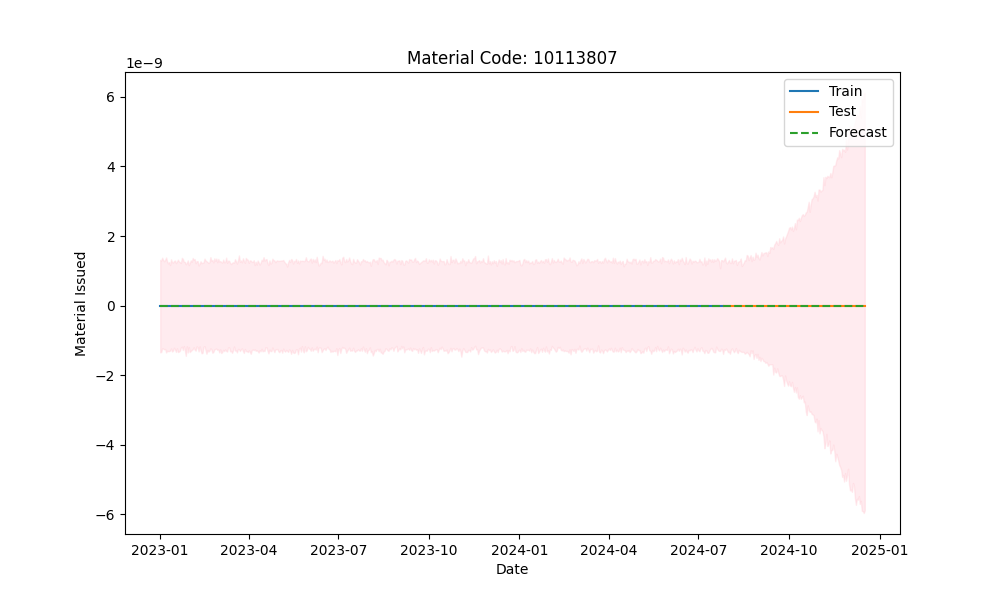 Material Code: 10113807
1e−9
Train
Test
Forecast
6
4
2
0
−2
−4
−6
Material Issued
2023-01 2023-04 2023-07 2023-10 2024-01 2024-04 2024-07 2024-10 2025-01
Date